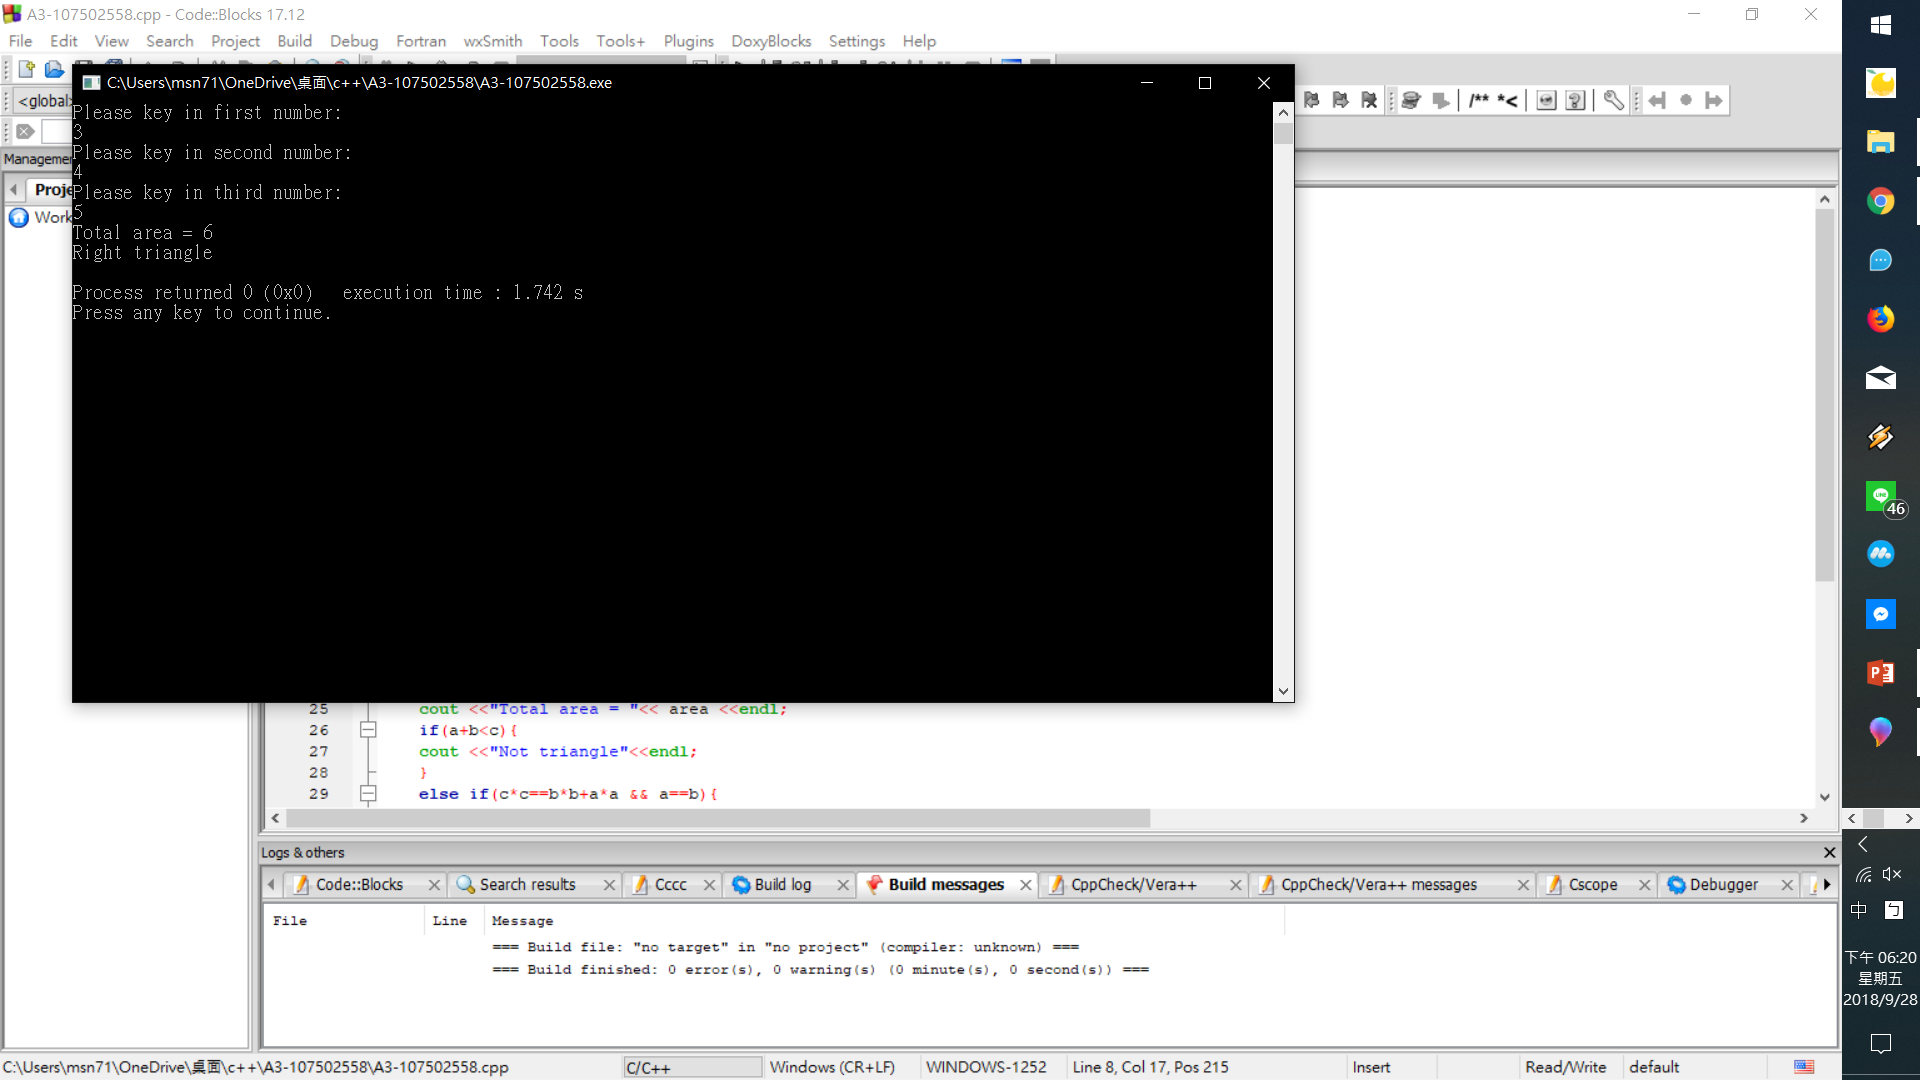 A3-107502558.cpp - Code::Blocks 17.12
File Edit View Search Project Build Debug Fortran wxSmith Tools Tools+ Plugins DoxyBlocks Settings Help
C:\Users\msn71\OneDrive\桌面\c++\A3-107502558\A3-107502558.exe
<global>
/** *<
Please key in first number:
3
Please key in second number:
4
Please key in third number:
5
Total area = 6
Right triangle
Process returned 0 (0x0)   execution time : 1.742 s
Press any key to continue.
25 cout <<"Total area = "<< area <<endl;
26 if(a+b<c){
27 cout <<"Not triangle"<<endl;
28 }
29 else if(c*c==b*b+a*a && a==b){
Logs & others
Code::Blocks Search results Cccc Build log Build messages CppCheck/Vera++ CppCheck/Vera++ messages Cscope Debugger
File Line Message
=== Build file: "no target" in "no project" (compiler: unknown) ===
=== Build finished: 0 error(s), 0 warning(s) (0 minute(s), 0 second(s)) ===
C:\Users\msn71\OneDrive\桌面\c++\A3-107502558\A3-107502558.cpp C/C++ Windows (CR+LF) WINDOWS-1252 Line 8, Col 17, Pos 215 Insert Read/Write default
LINE
46
中 ㄅ
下午 06:20
星期五
2018/9/28